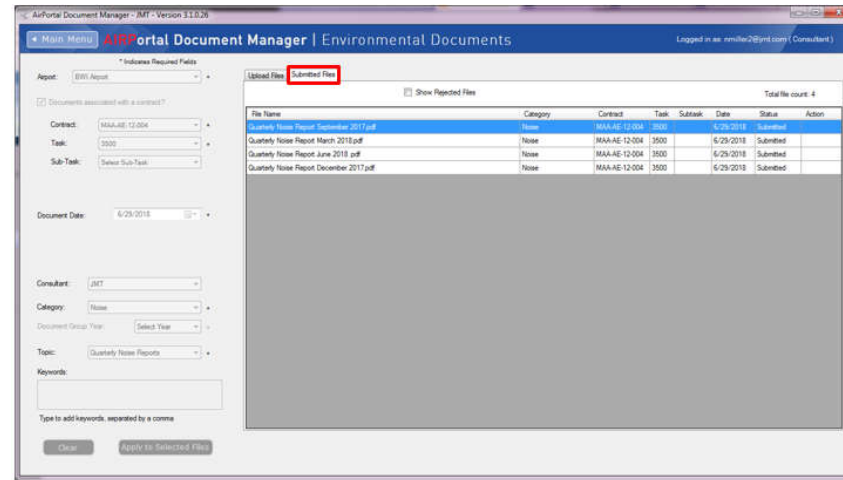 AirPortal Document Manager - JMT - Version 3.1.0.26
Main Menu
AIRPortal Document Manager | Environmental Documents
Logged in as: nmiller2@jmt.com ( Consultant )
* Indicates Required Fields
Airport: BWI Airport *
Documents associated with a contract?
Contract: MAA-AE-12-004 *
Task: 3500 *
Sub-Task: Select Sub-Task
Document Date: 6/29/2018 *
Consultant: JMT
Category: Noise *
Document Group Year: Select Year *
Topic: Quarterly Noise Reports *
Keywords:
Type to add keywords, separated by a comma
Clear Apply to Selected Files
Upload Files Submitted Files
Show Rejected Files Total file count: 4
File Name Category Contract Task Subtask Date Status Action
Quarterly Noise Report September 2017.pdf Noise MAA-AE-12-004 3500 6/29/2018 Submitted
Quarterly Noise Report March 2018.pdf Noise MAA-AE-12-004 3500 6/29/2018 Submitted
Quarterly Noise Report June 2018 .pdf Noise MAA-AE-12-004 3500 6/29/2018 Submitted
Quarterly Noise Report December 2017.pdf Noise MAA-AE-12-004 3500 6/29/2018 Submitted